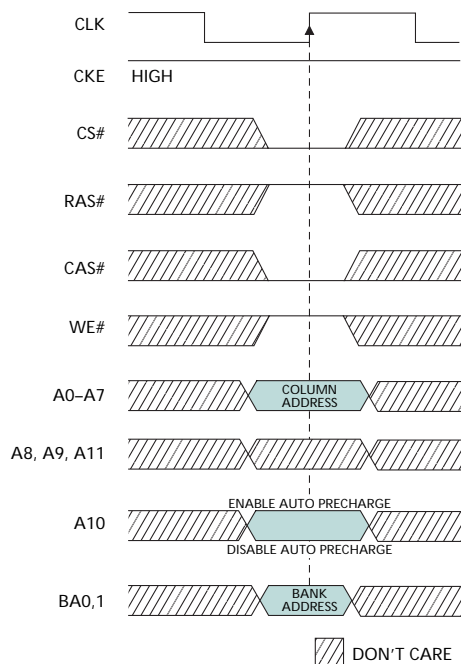 CLK
CKE HIGH
CS#
RAS#
CAS#
WE#
A0–A7 COLUMN
ADDRESS
A8, A9, A11
ENABLE AUTO PRECHARGE
A10
DISABLE AUTO PRECHARGE
BA0,1 BANK
ADDRESS
DON'T CARE